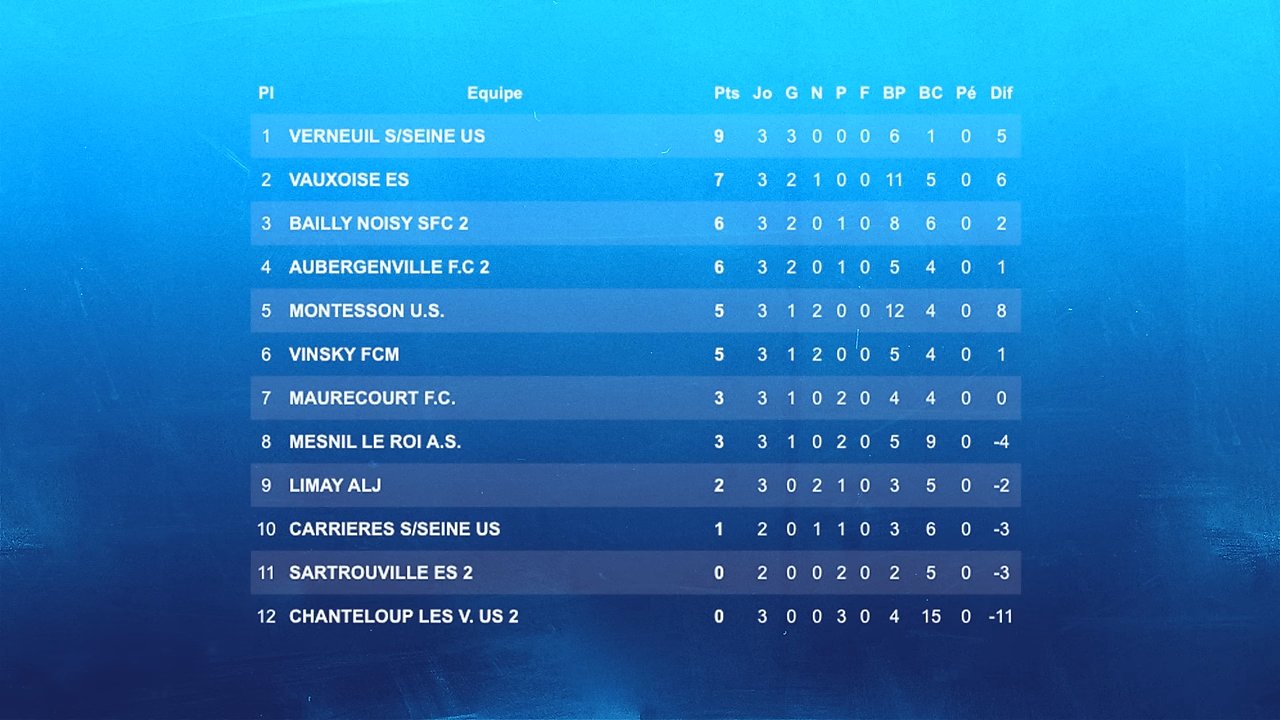 Pl Equipe Pts Jo G N P F BP BC Pé Dif
1 VERNEUIL S/SEINE US 9 3 3 0 0 0 6 1 0 5
2 VAUXOISE ES 7 3 2 1 0 0 11 5 0 6
3 BAILLY NOISY SFC 2 6 3 2 0 1 0 8 6 0 2
4 AUBERGENVILLE F.C 2 6 3 2 0 1 0 5 4 0 1
5 MONTESSON U.S. 5 3 1 2 0 0 12 4 0 8
6 VINSKY FCM 5 3 1 2 0 0 5 4 0 1
7 MAURECOURT F.C. 3 3 1 0 2 0 4 4 0 0
8 MESNIL LE ROI A.S. 3 3 1 0 2 0 5 9 0 -4
9 LIMAY ALJ 2 3 0 2 1 0 3 5 0 -2
10 CARRIERES S/SEINE US 1 2 0 1 1 0 3 6 0 -3
11 SARTROUVILLE ES 2 0 2 0 0 2 0 2 5 0 -3
12 CHANTELOUP LES V. US 2 0 3 0 0 3 0 4 15 0 -11